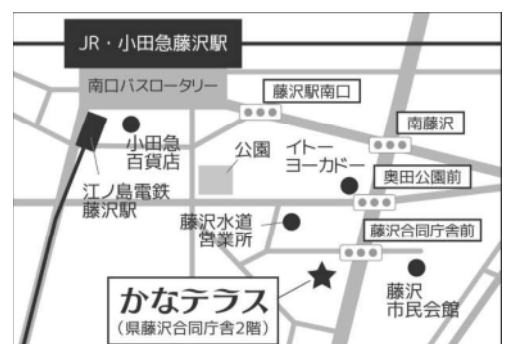 JR・小田急藤沢駅
南口バスロータリー
藤沢駅南口
南藤沢
小田急
百貨店
公園
イトー
ヨーカドー
奥田公園前
江ノ島電鉄
藤沢駅
藤沢水道
営業所
藤沢合同庁舎前
かなテラス
(県藤沢合同庁舎2階)
藤沢
市民会館